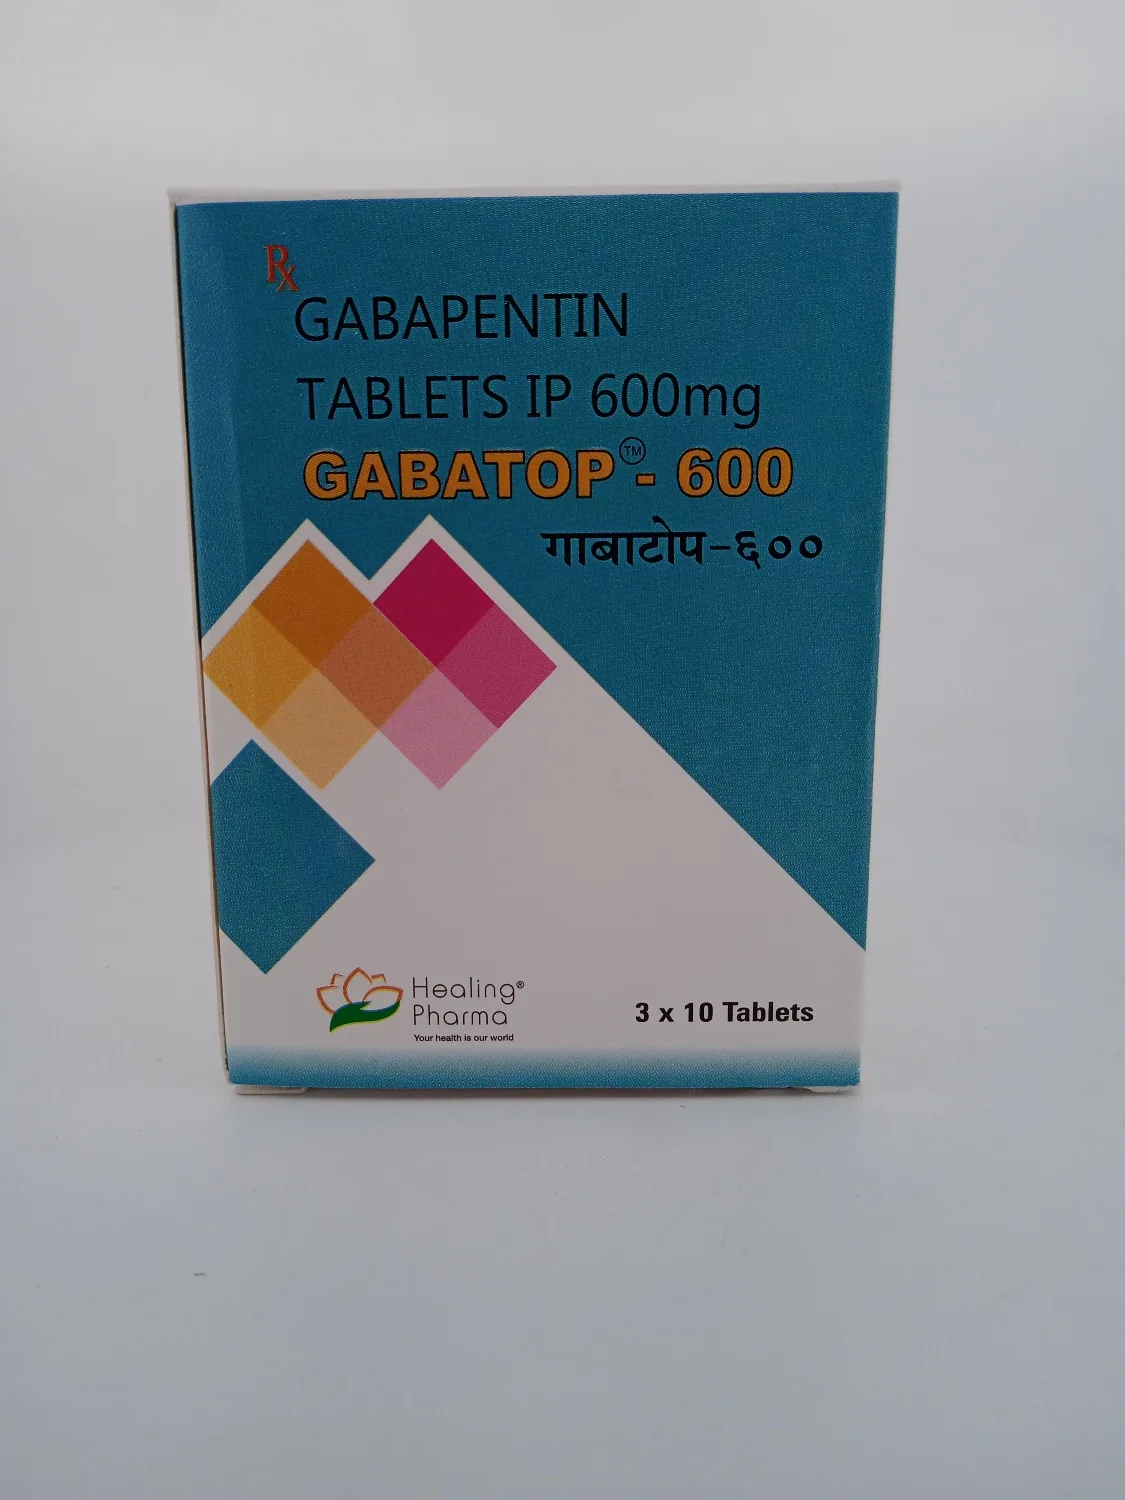 Rx
GABAPENTIN
TABLETS IP 600mg
GABATOP™- 600
गाबाटोप-६००
Healing®
Pharma
Your health is our world
3 x 10 Tablets